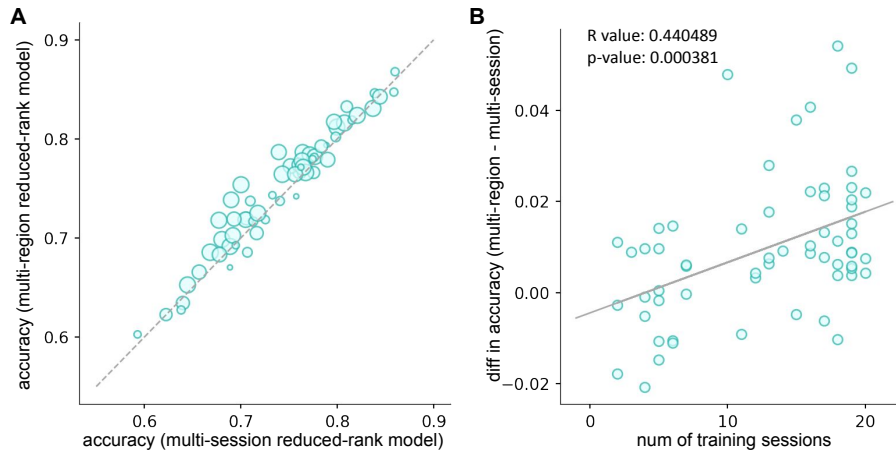 A
accuracy (multi-region reduced-rank model)
0.9
0.8
0.7
0.6
0.6
0.7
0.8
0.9
accuracy (multi-session reduced-rank model)
B
R value: 0.440489
p-value: 0.000381
diff in accuracy (multi-region - multi-session)
0.04
0.02
0.00
−0.02
0
10
20
num of training sessions